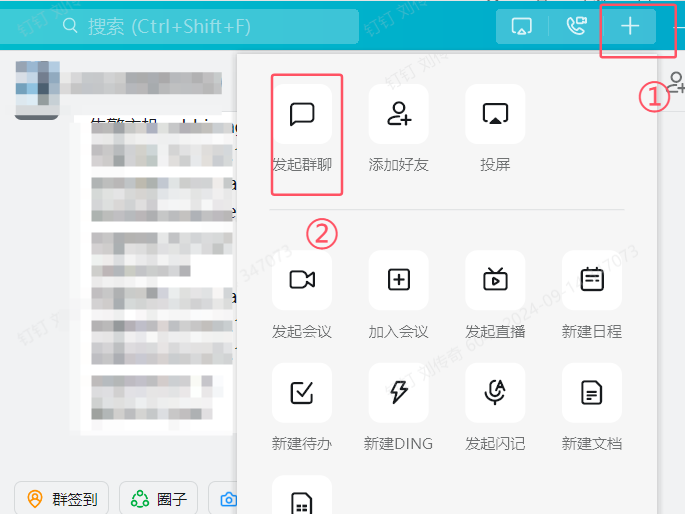 搜索 (Ctrl+Shift+F)
①
发起群聊
添加好友
投屏
②
发起会议
加入会议
发起直播
新建日程
新建待办
新建DING
发起闪记
新建文档
群签到
圈子